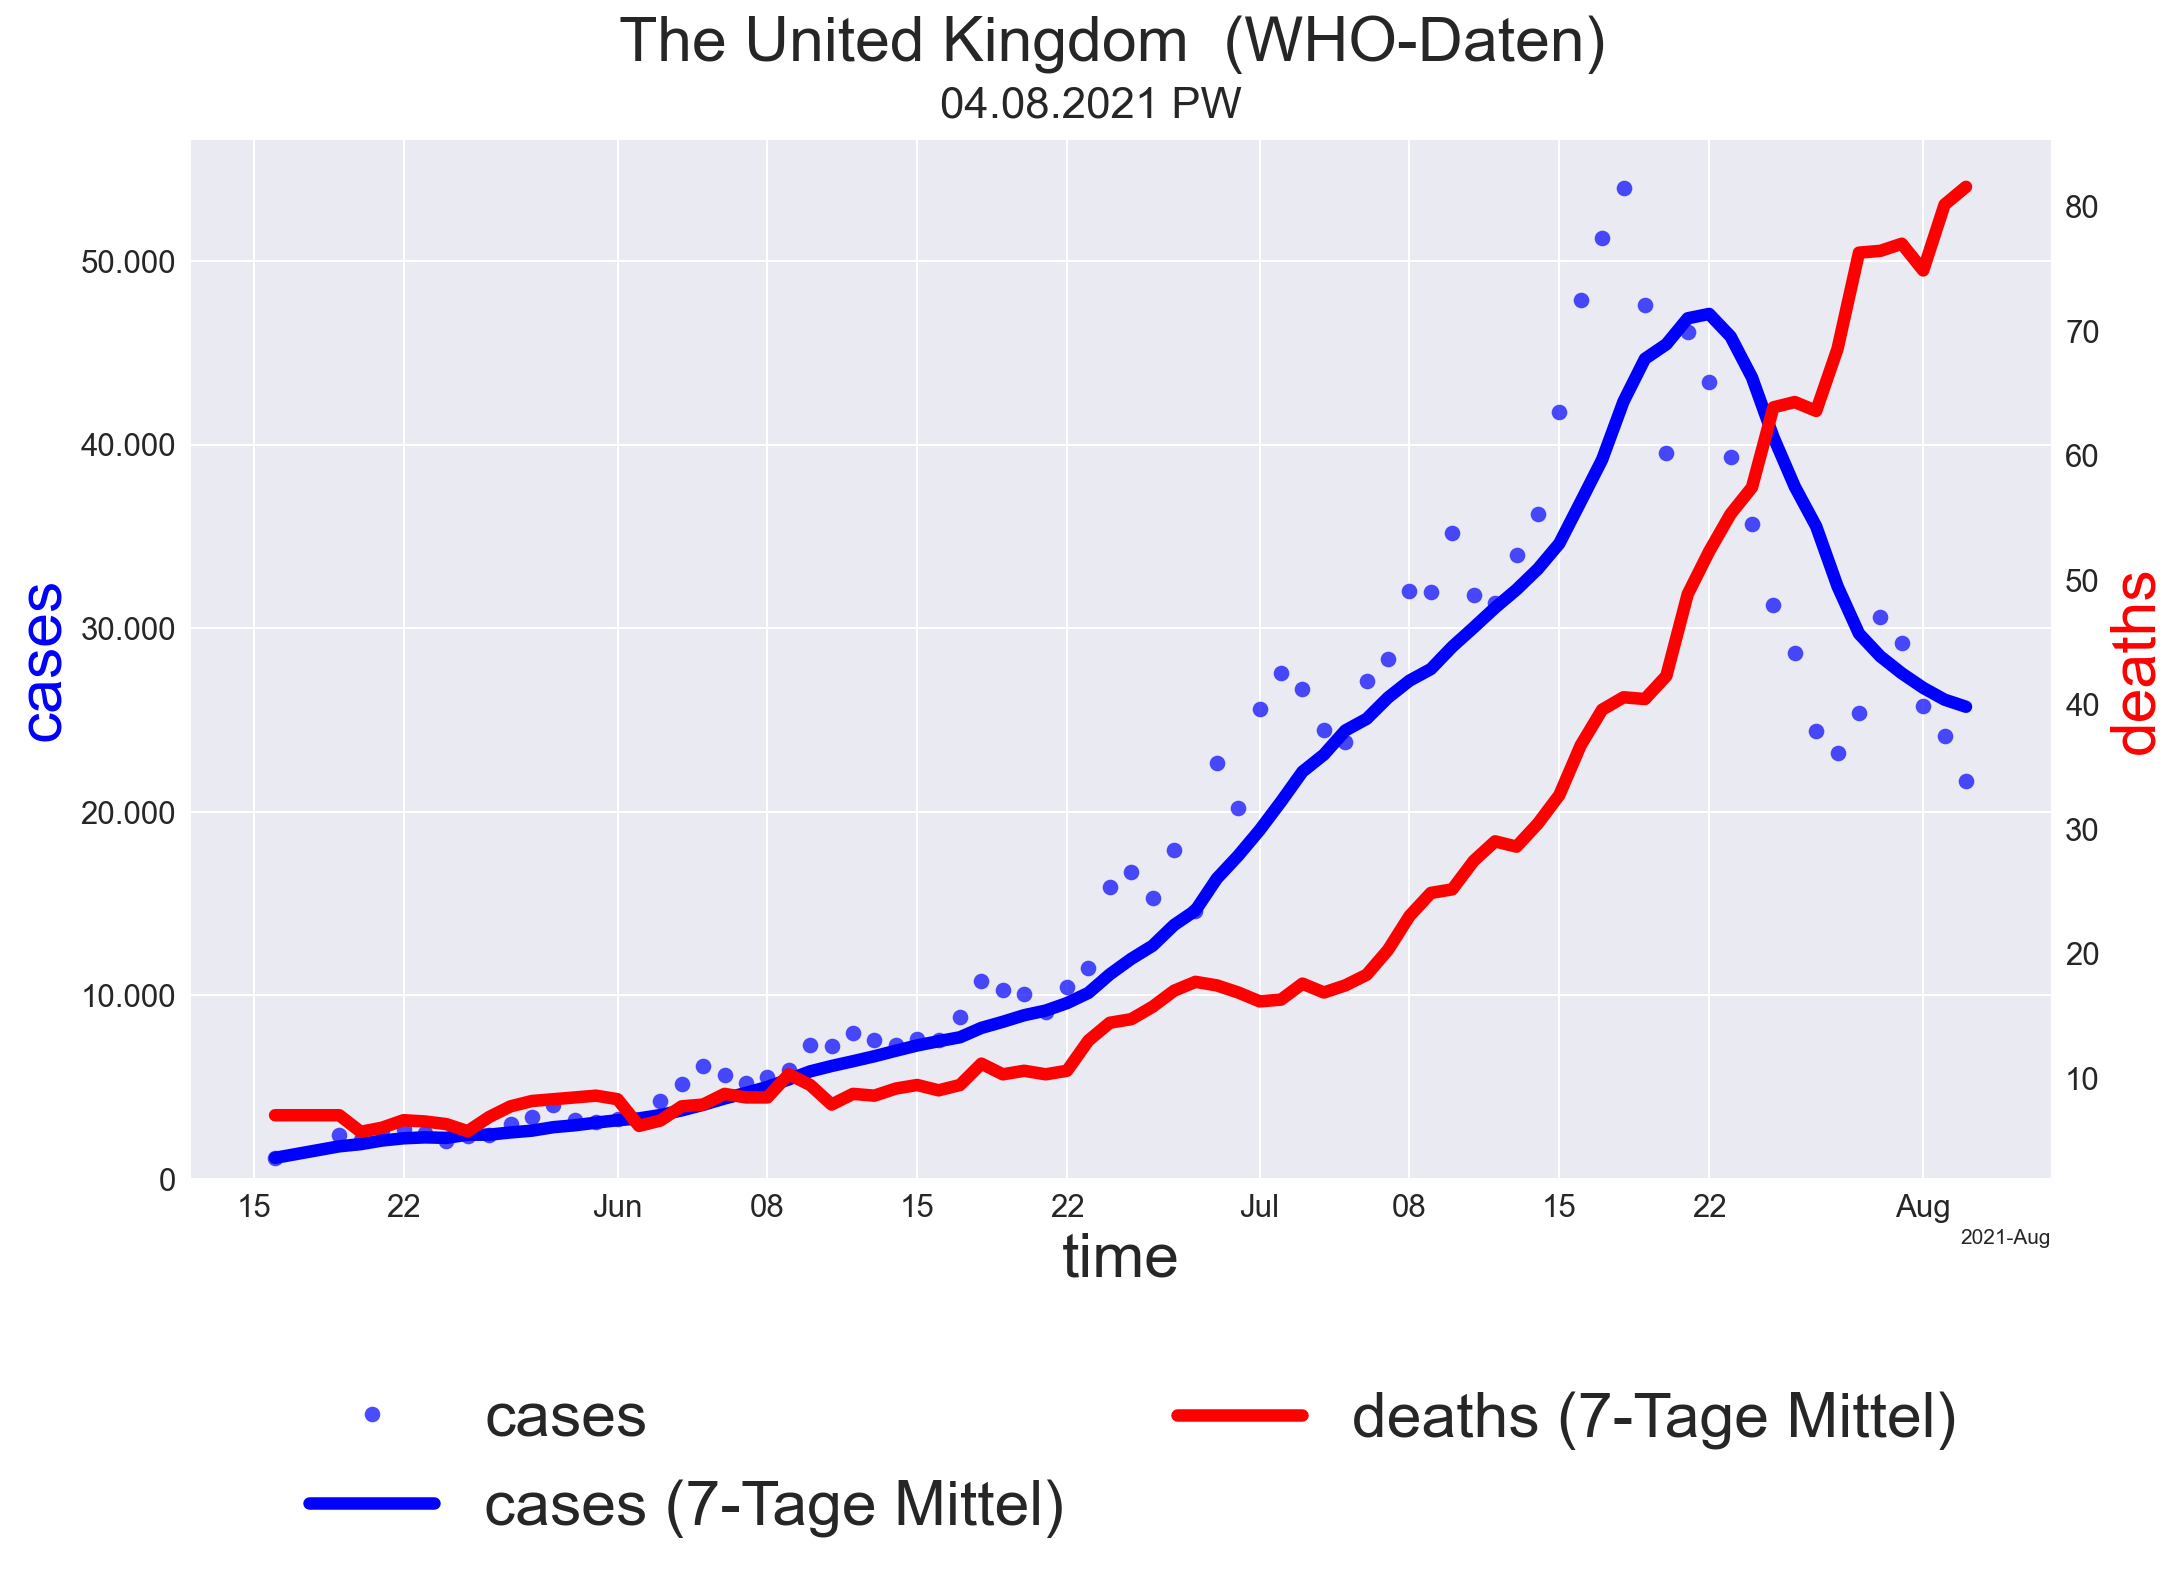 The United Kingdom  (WHO-Daten)
04.08.2021 PW
cases
50.000
40.000
30.000
20.000
10.000
0
80
70
60
50
40
30
20
10
deaths
15 22 Jun 08 15 22 Jul 08 15 22 Aug
2021-Aug
time
cases
cases (7-Tage Mittel)
deaths (7-Tage Mittel)